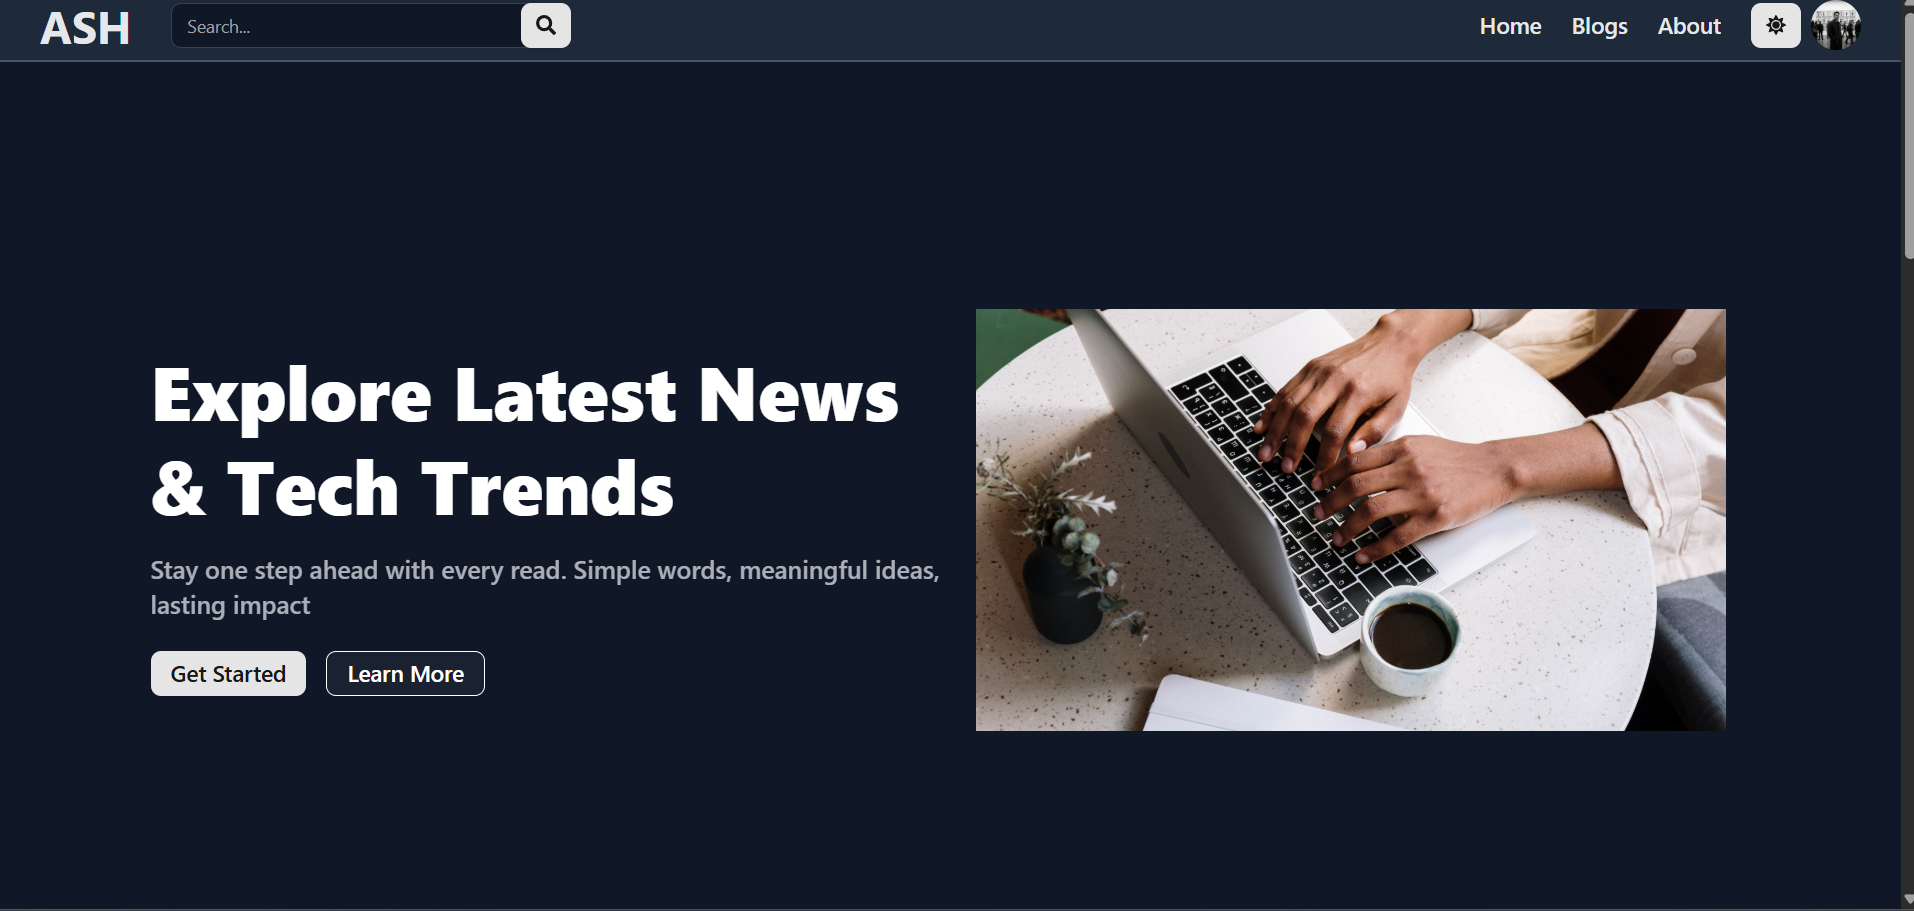 ASH
Search...
Home
Blogs
About
Explore Latest News
& Tech Trends
Stay one step ahead with every read. Simple words, meaningful ideas,
lasting impact
Get Started
Learn More